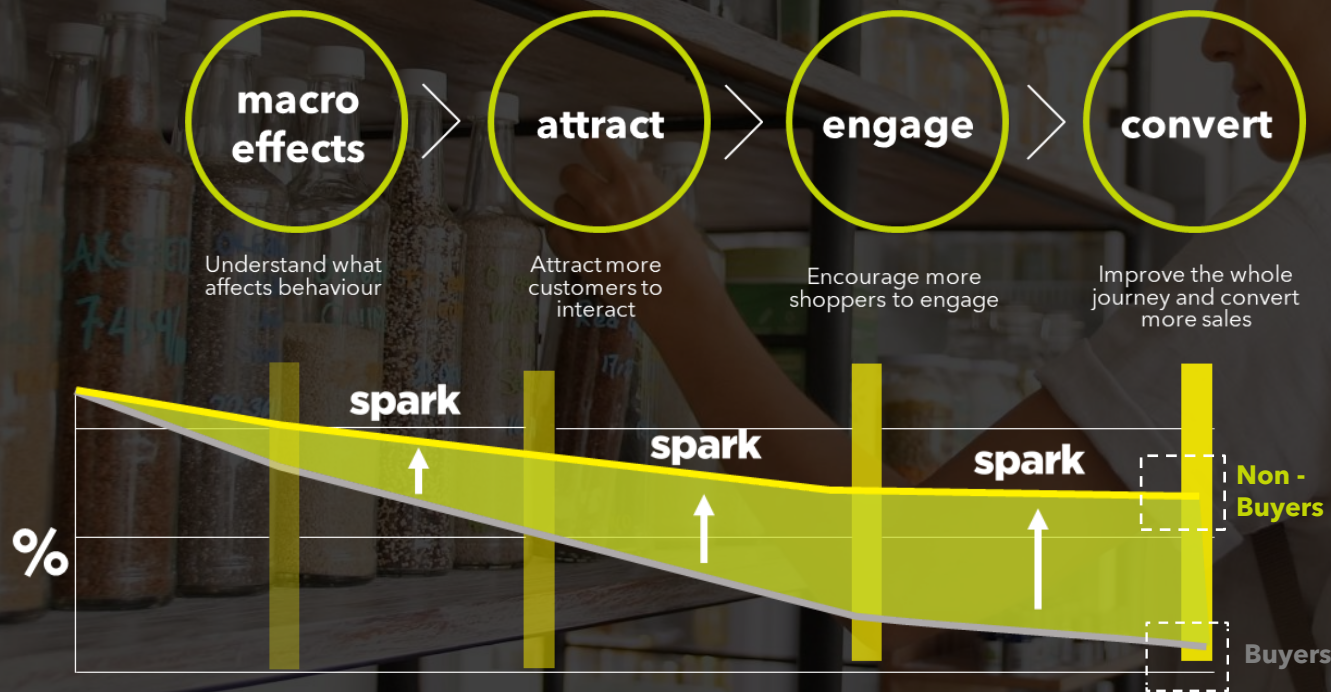 macro
effects
attract
engage
convert
Understand what
affects behaviour
Attract more
customers to
interact
Encourage more
shoppers to engage
Improve the whole
journey and convert
more sales
spark
spark
spark
%
Non -
Buyers
Buyers